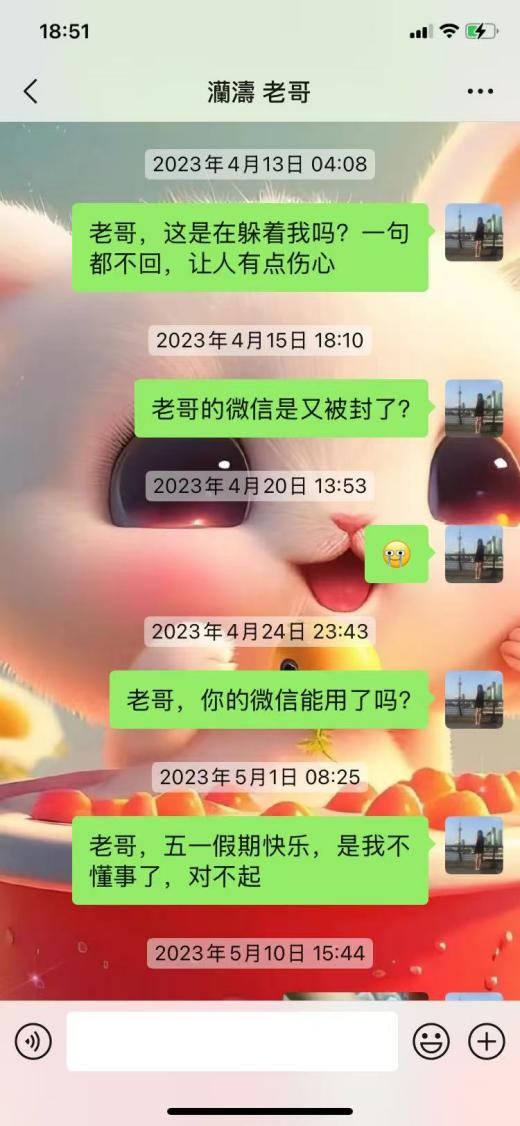 18:51
灡濤 老哥
2023年4月13日 04:08
老哥，这是在躲着我吗？一句
都不回，让人有点伤心
2023年4月15日 18:10
老哥的微信是又被封了？
2023年4月20日 13:53
2023年4月24日 23:43
老哥，你的微信能用了吗？
2023年5月1日 08:25
老哥，五一假期快乐，是我不
懂事了，对不起
2023年5月10日 15:44